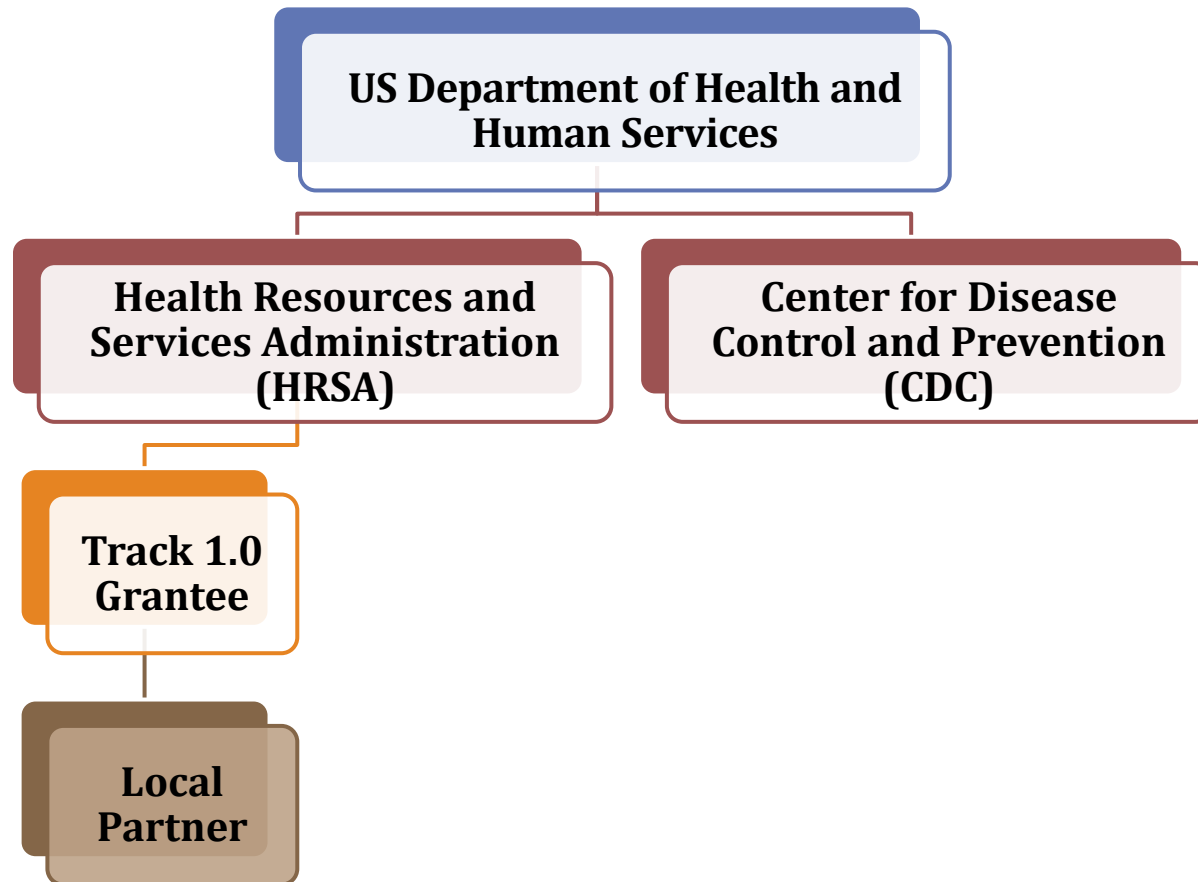 US Department of Health and
Human Services
Health Resources and
Services Administration
(HRSA)
Center for Disease
Control and Prevention
(CDC)
Track 1.0
Grantee
Local
Partner